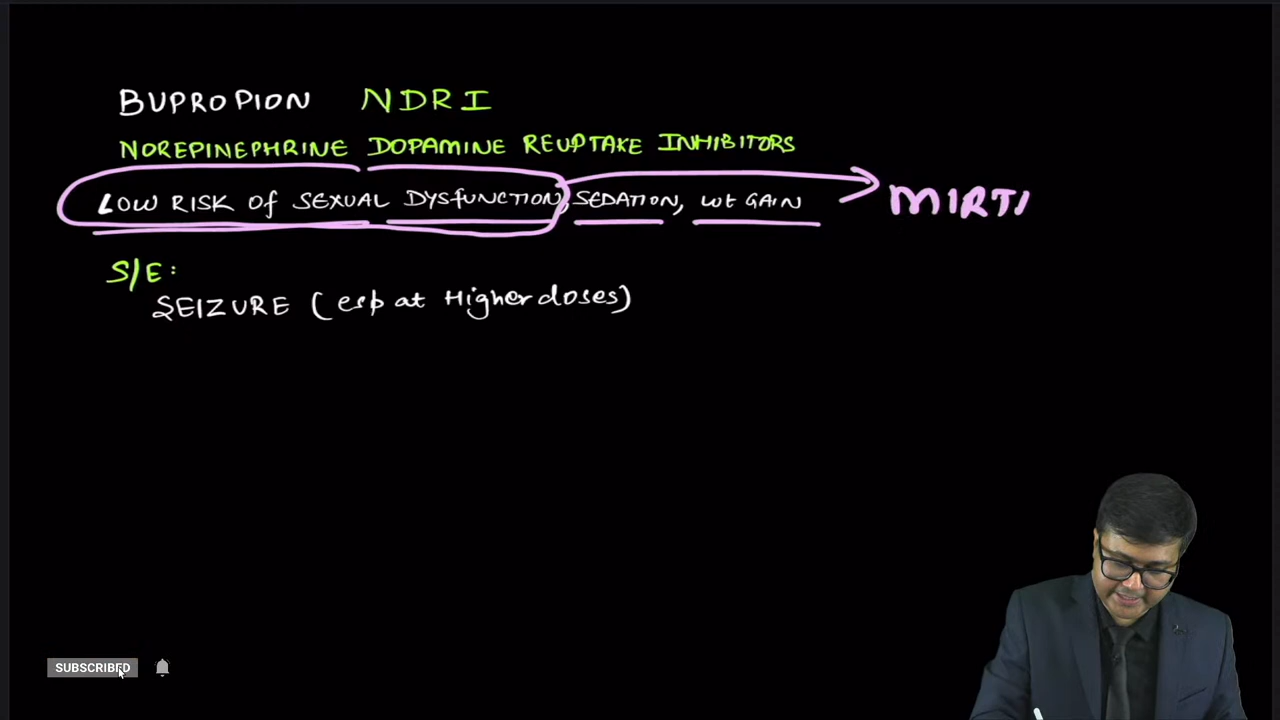 BUPROPION NDRI
NOREPINEPHRINE DOPAMINE REUPTAKE INHIBITORS
LOW RISK Of SEXUAL DYSfUNCTION, SEDATION, wt GAIN
MIRTI
S/E:
SEIZURE (esp at Higher doses)
SUBSCRIBED